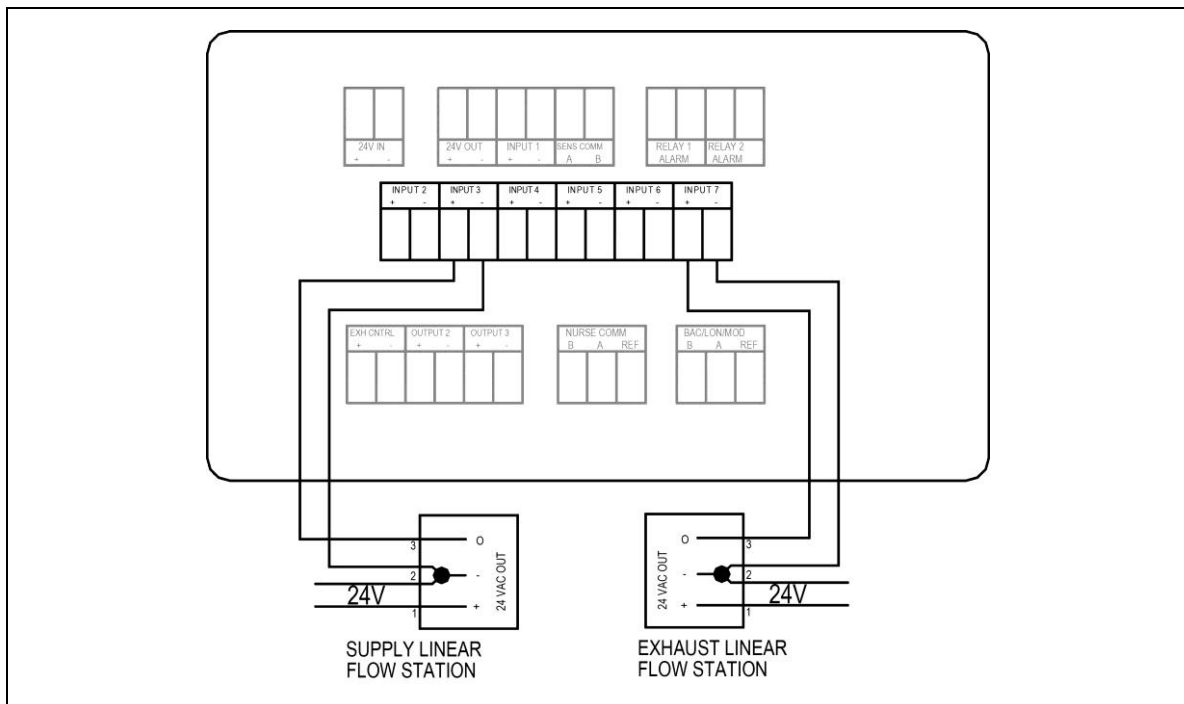 24V IN 24V OUT INPUT 1 SENS COMM RELAY 1 RELAY 2
+ - + - + - A B ALARM ALARM
INPUT 2 INPUT 3 INPUT 4 INPUT 5 INPUT 6 INPUT 7
+ - + - + - + - + - + -
EXH CNTRL OUTPUT 2 OUTPUT 3 NURSE COMM BAC/LON/MOD
+ - + - + - B A REF B A REF
3 O
2 -
24V
1 +
24 VAC OUT
SUPPLY LINEAR
FLOW STATION
O 3
- 2
24V
+ 1
24 VAC OUT
EXHAUST LINEAR
FLOW STATION